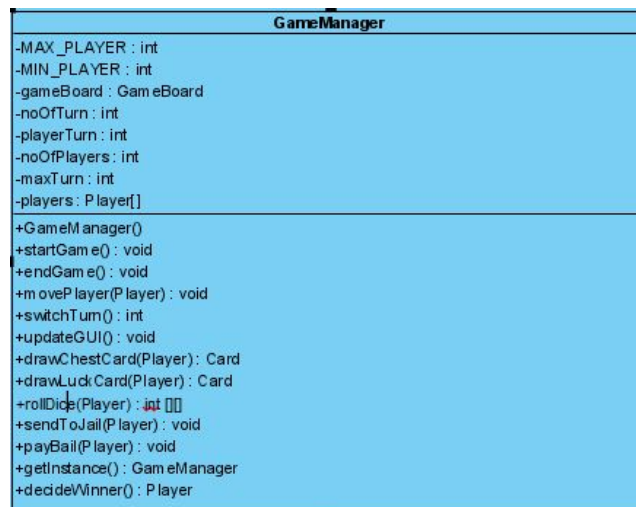 GameManager
-MAX_PLAYER : int
-MIN_PLAYER : int
-gameBoard : GameBoard
-noOfTurn : int
-playerTurn : int
-noOfPlayers : int
-maxTurn : int
-players : Player[]
+GameManager()
+startGame() : void
+endGame() : void
+movePlayer(Player) : void
+switchTurn() : int
+updateGUI() : void
+drawChestCard(Player) : Card
+drawLuckCard(Player) : Card
+rollDice(Player) : int [][]
+sendToJail(Player) : void
+payBail(Player) : void
+getInstance() : GameManager
+decideWinner() : Player